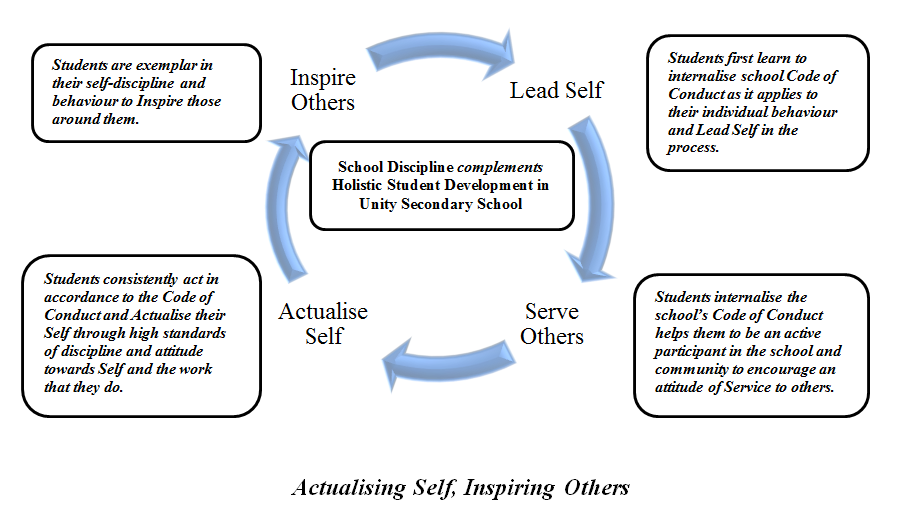 Students are exemplar in
their self-discipline and
behaviour to Inspire those
around them.
Inspire
Others
Lead Self
Students first learn to
internalise school Code of
Conduct as it applies to
their individual behaviour
and Lead Self in the
process.
School Discipline complements
Holistic Student Development in
Unity Secondary School
Students consistently act in
accordance to the Code of
Conduct and Actualise their
Self through high standards
of discipline and attitude
towards Self and the work
that they do.
Actualise
Self
Serve
Others
Students internalise the
school’s Code of Conduct
helps them to be an active
participant in the school and
community to encourage an
attitude of Service to others.
Actualising Self, Inspiring Others